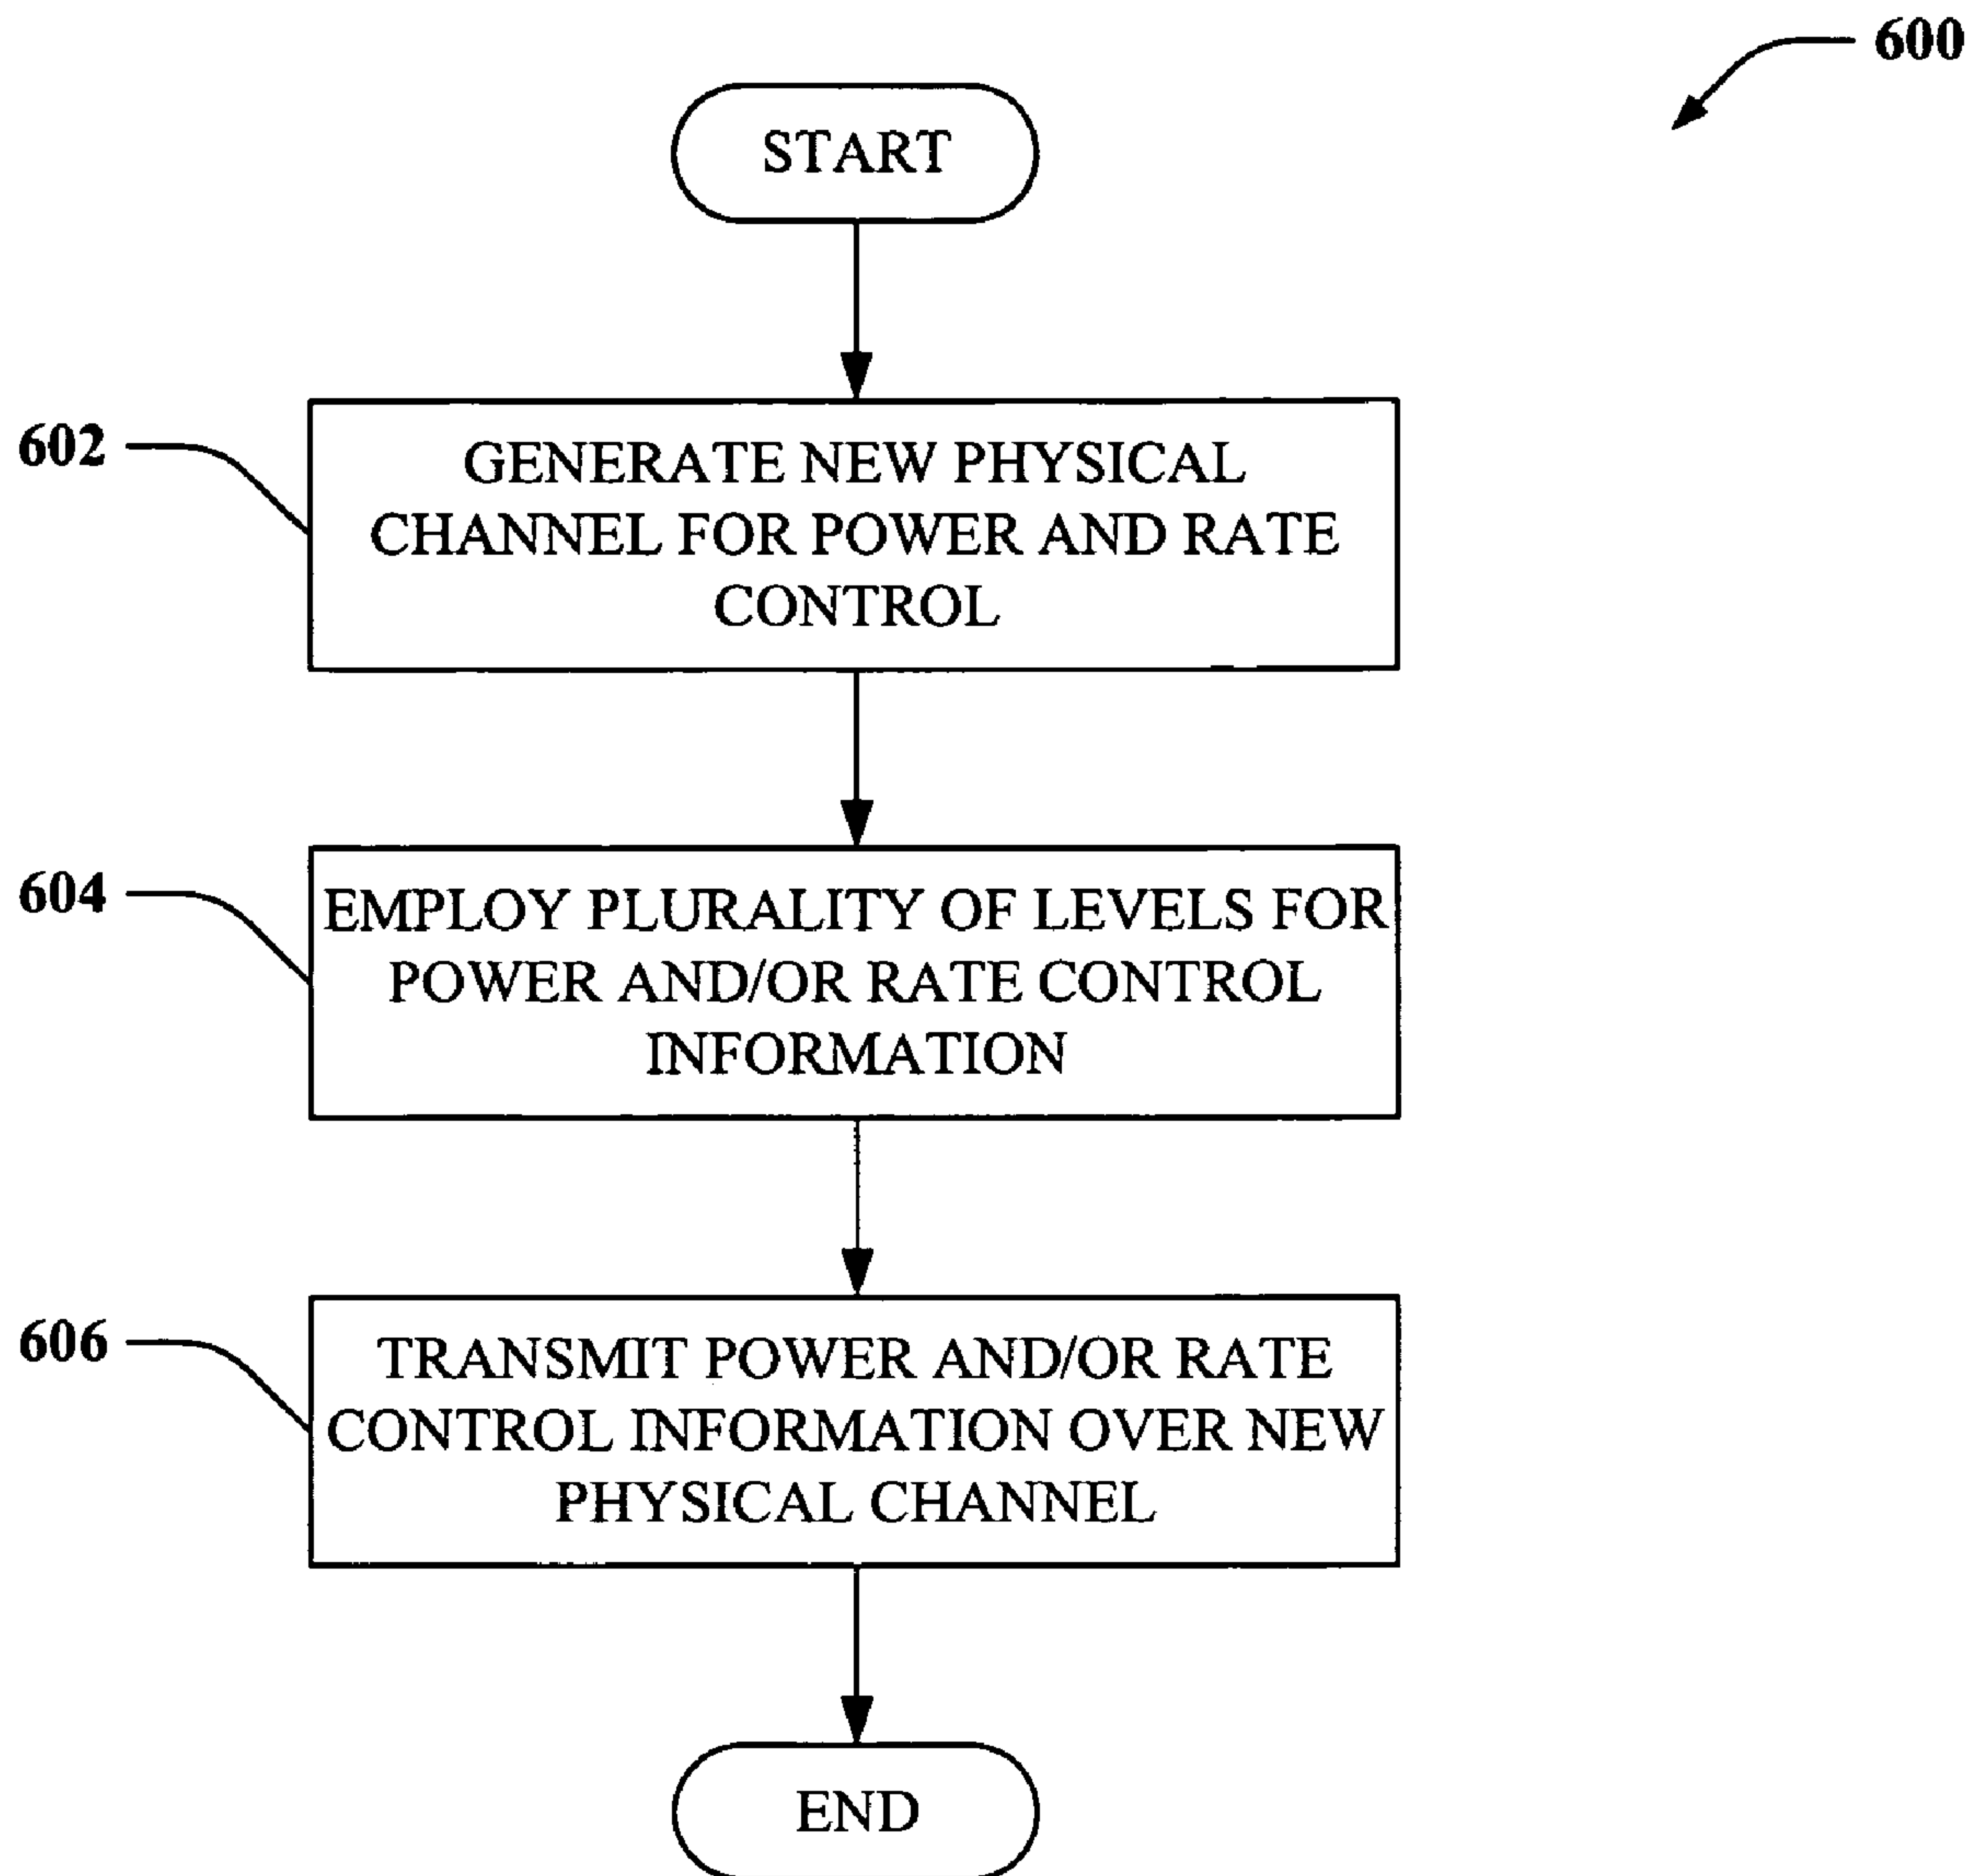 600
START
602
GENERATE NEW PHYSICAL
CHANNEL FOR POWER AND RATE
CONTROL
604
EMPLOY PLURALITY OF LEVELS FOR
POWER AND/OR RATE CONTROL
INFORMATION
606
TRANSMIT POWER AND/OR RATE
CONTROL INFORMATION OVER NEW
PHYSICAL CHANNEL
END